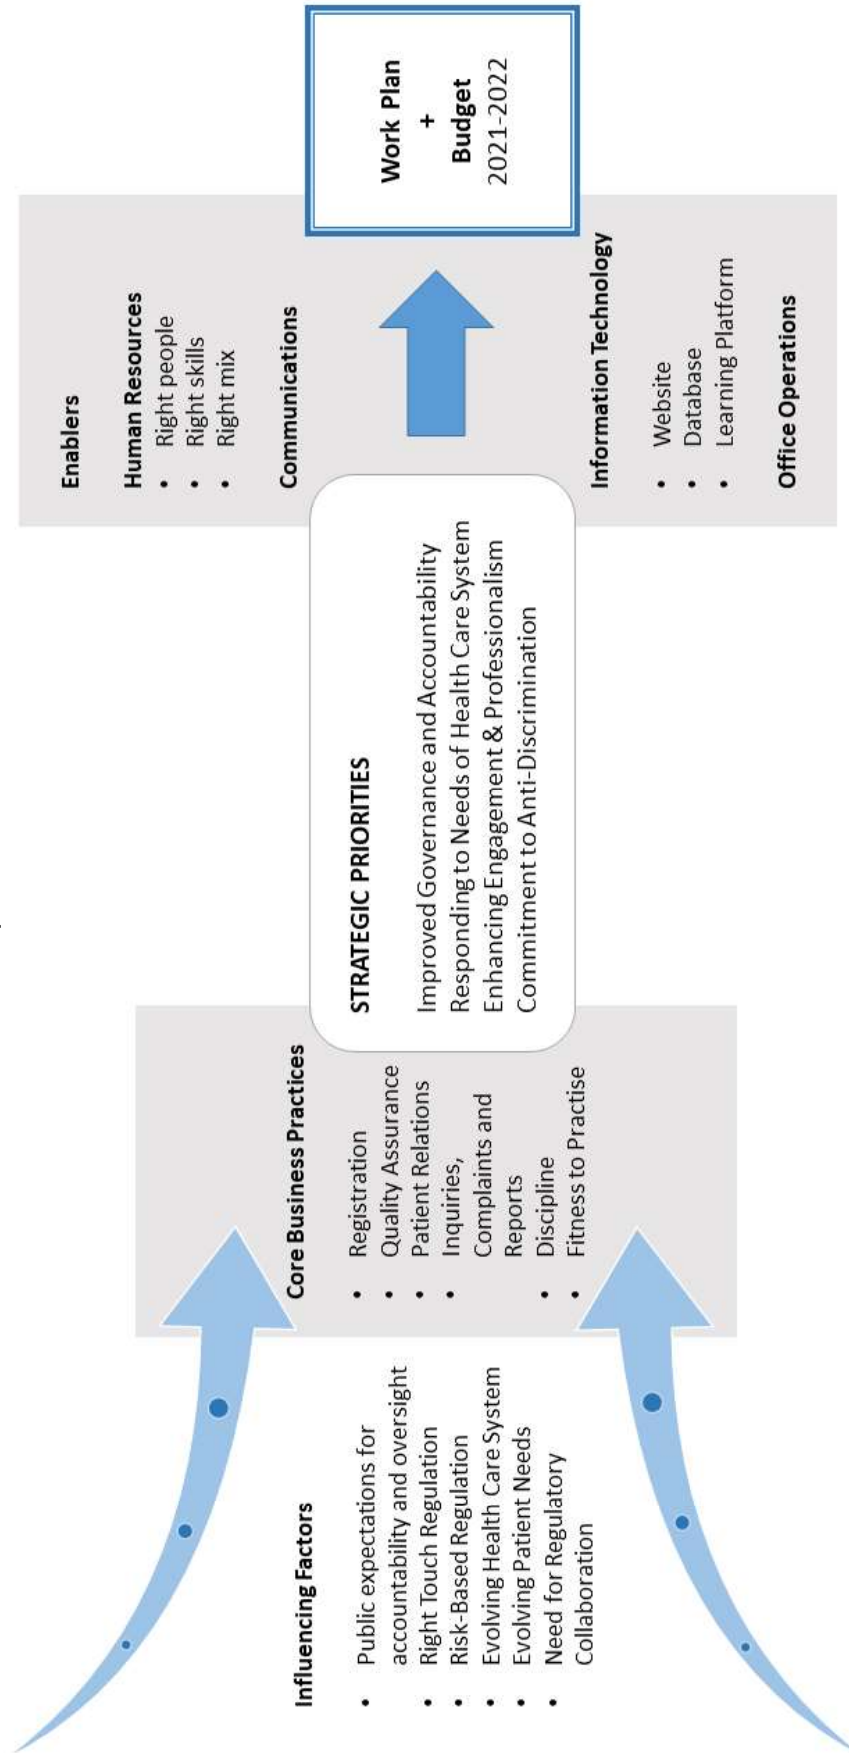 Influencing Factors
• Public expectations for
accountability and oversight
• Right Touch Regulation
• Risk-Based Regulation
• Evolving Health Care System
• Evolving Patient Needs
• Need for Regulatory
Collaboration
Core Business Practices
• Registration
• Quality Assurance
• Patient Relations
• Inquiries,
Complaints and
Reports
• Discipline
• Fitness to Practise
STRATEGIC PRIORITIES
Improved Governance and Accountability
Responding to Needs of Health Care System
Enhancing Engagement & Professionalism
Commitment to Anti-Discrimination
Enablers
Human Resources
• Right people
• Right skills
• Right mix
Communications
Information Technology
• Website
• Database
• Learning Platform
Office Operations
Work Plan
+
Budget
2021-2022